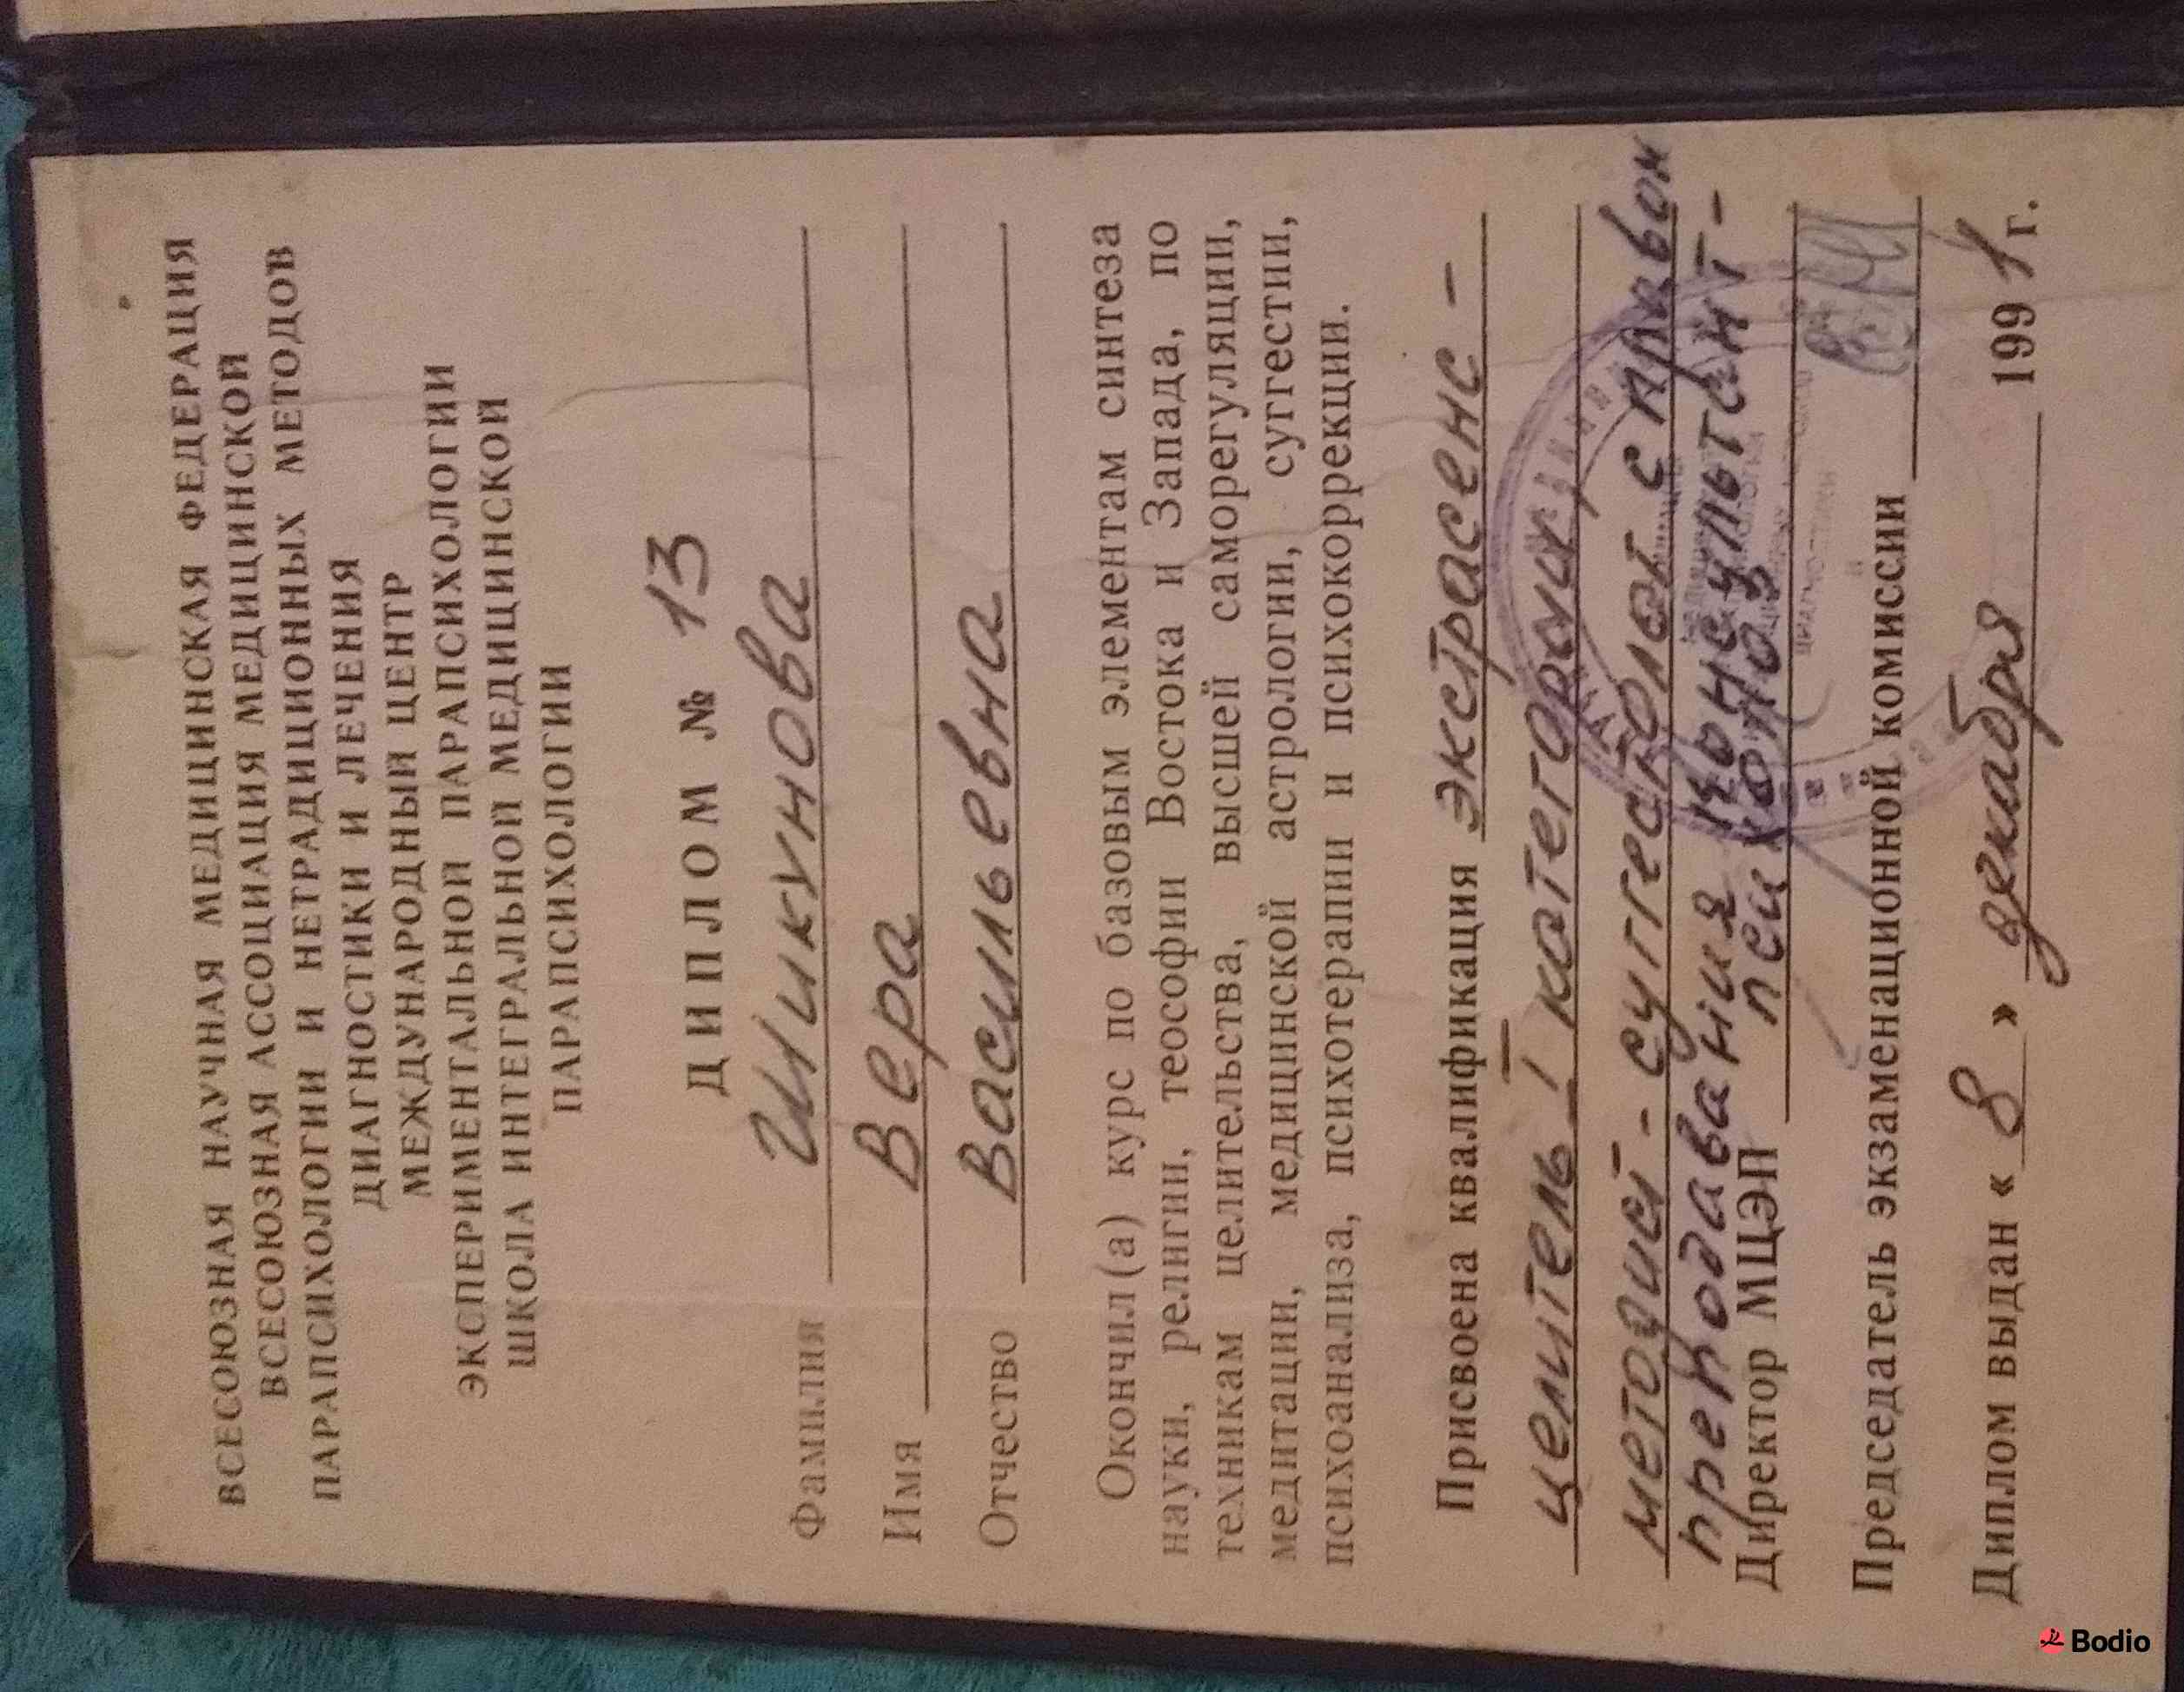 ВСЕСОЮЗНАЯ НАУЧНАЯ МЕДИЦИНСКАЯ ФЕДЕРАЦИЯ
ВСЕСОЮЗНАЯ АССОЦИАЦИЯ МЕДИЦИНСКОЙ
ПАРАПСИХОЛОГИИ И НЕТРАДИЦИОННЫХ МЕТОДОВ
ДИАГНОСТИКИ И ЛЕЧЕНИЯ
МЕЖДУНАРОДНЫЙ ЦЕНТР
ЭКСПЕРИМЕНТАЛЬНОЙ ПАРАПСИХОЛОГИИ
ШКОЛА ИНТЕГРАЛЬНОЙ МЕДИЦИНСКОЙ
ПАРАПСИХОЛОГИИ
ДИПЛОМ № 13
Фамилия Шикунова
Имя Вера
Отчество Васильевна
Окончил(а) курс по базовым элементам синтеза
науки, религии, теософии Востока и Запада, по
техникам целительства, высшей саморегуляции,
медитации, медицинской астрологии, суггестии,
психоанализа, психотерапии и психокоррекции.
Присвоена квалификация экстрасенс-
целитель I категории,
методист-суггестолог с правом
преподавания консультант-
психолог
Директор МЦЭП
Председатель экзаменационной комиссии
Диплом выдан « 8 » декабря 1991 г.
Bodio